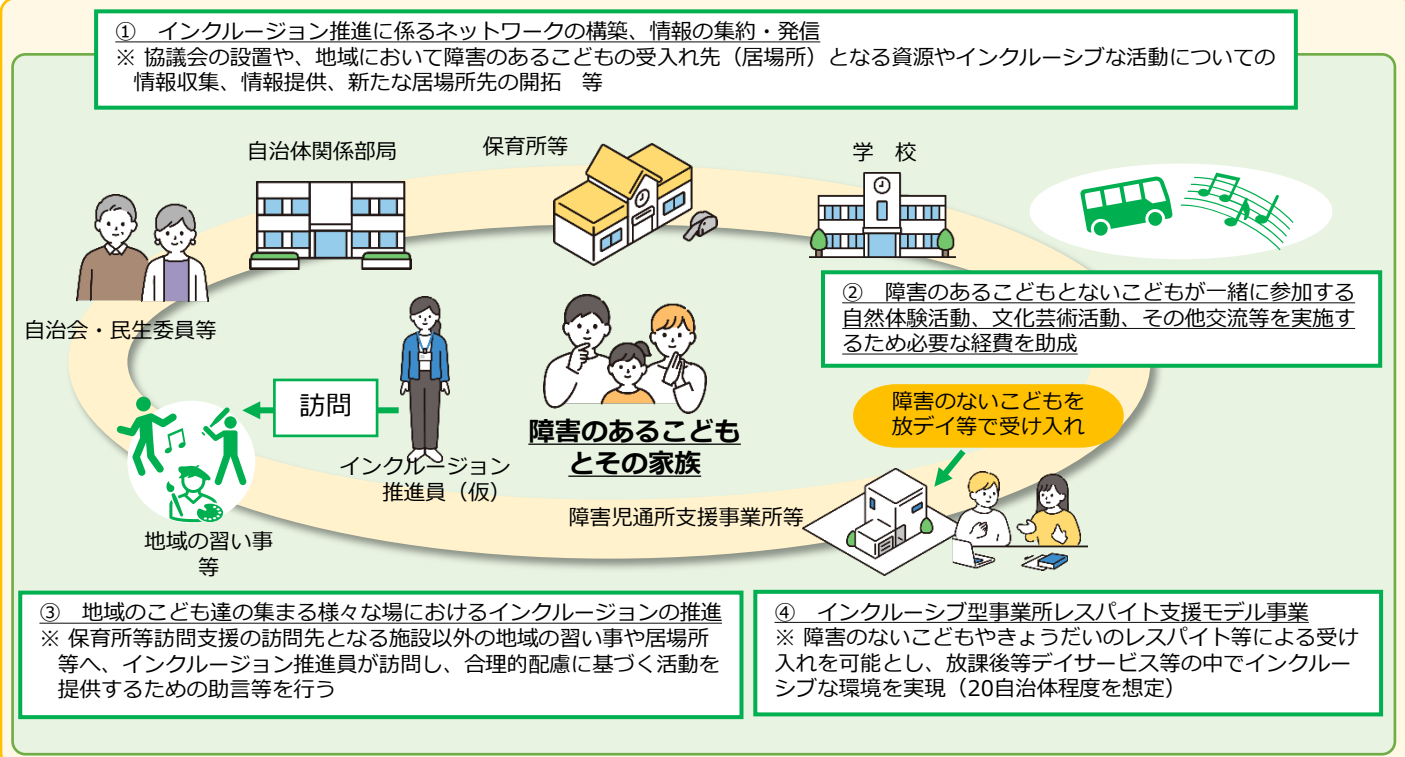 ① インクルージョン推進に係るネットワークの構築、情報の集約・発信
※ 協議会の設置や、地域において障害のあるこどもの受入れ先（居場所）となる資源やインクルーシブな活動についての
情報収集、情報提供、新たな居場所先の開拓　等
自治体関係部局
保育所等
学　校
自治会・民生委員等
② 障害のあるこどもとないこどもが一緒に参加する
自然体験活動、文化芸術活動、その他交流等を実施す
るため必要な経費を助成
訪問
インクルージョン
推進員（仮）
障害のあるこども
とその家族
障害のないこどもを
放デイ等で受け入れ
障害児通所支援事業所等
地域の習い事
等
③ 地域のこども達の集まる様々な場におけるインクルージョンの推進
※ 保育所等訪問支援の訪問先となる施設以外の地域の習い事や居場所
等へ、インクルージョン推進員が訪問し、合理的配慮に基づく活動を
提供するための助言等を行う
④ インクルーシブ型事業所レスパイト支援モデル事業
※ 障害のないこどもやきょうだいのレスパイト等による受け
入れを可能とし、放課後等デイサービス等の中でインクルー
シブな環境を実現（20自治体程度を想定）